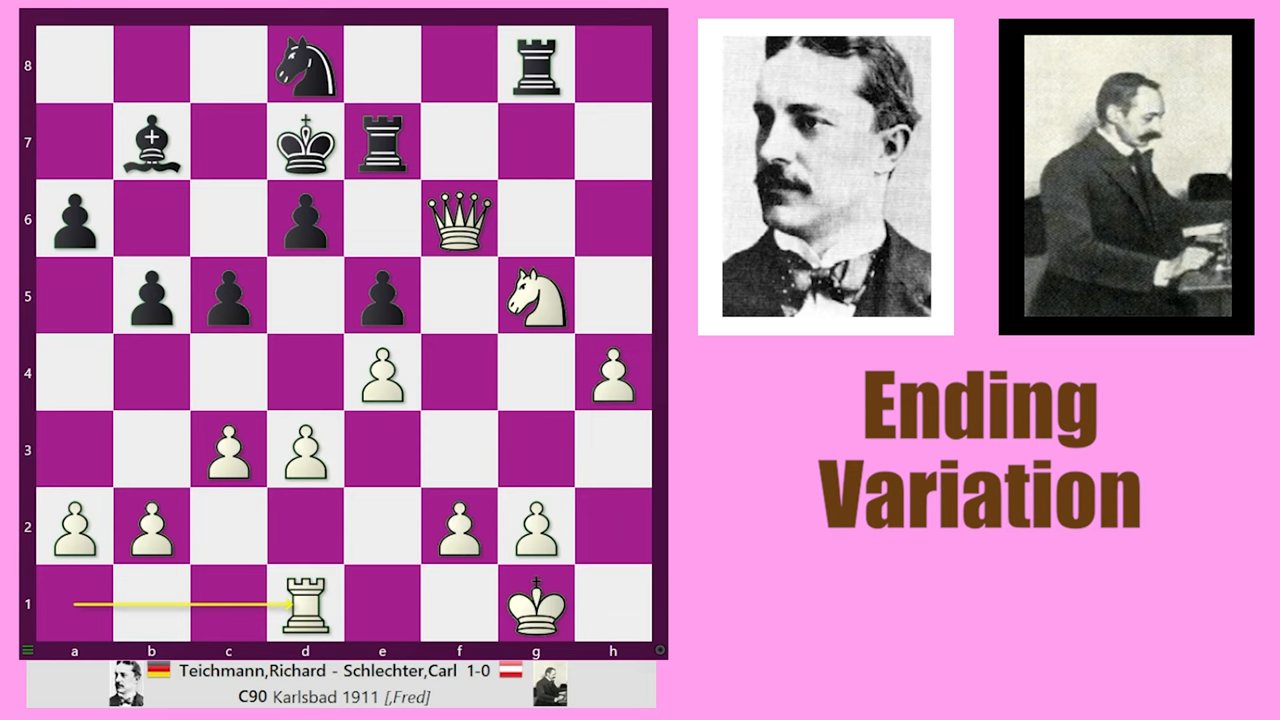 8
7
6
5
4
3
2
1
a b c d e f g h
Teichmann,Richard - Schlechter,Carl 1-0
C90 Karlsbad 1911 [,Fred]
Ending
Variation